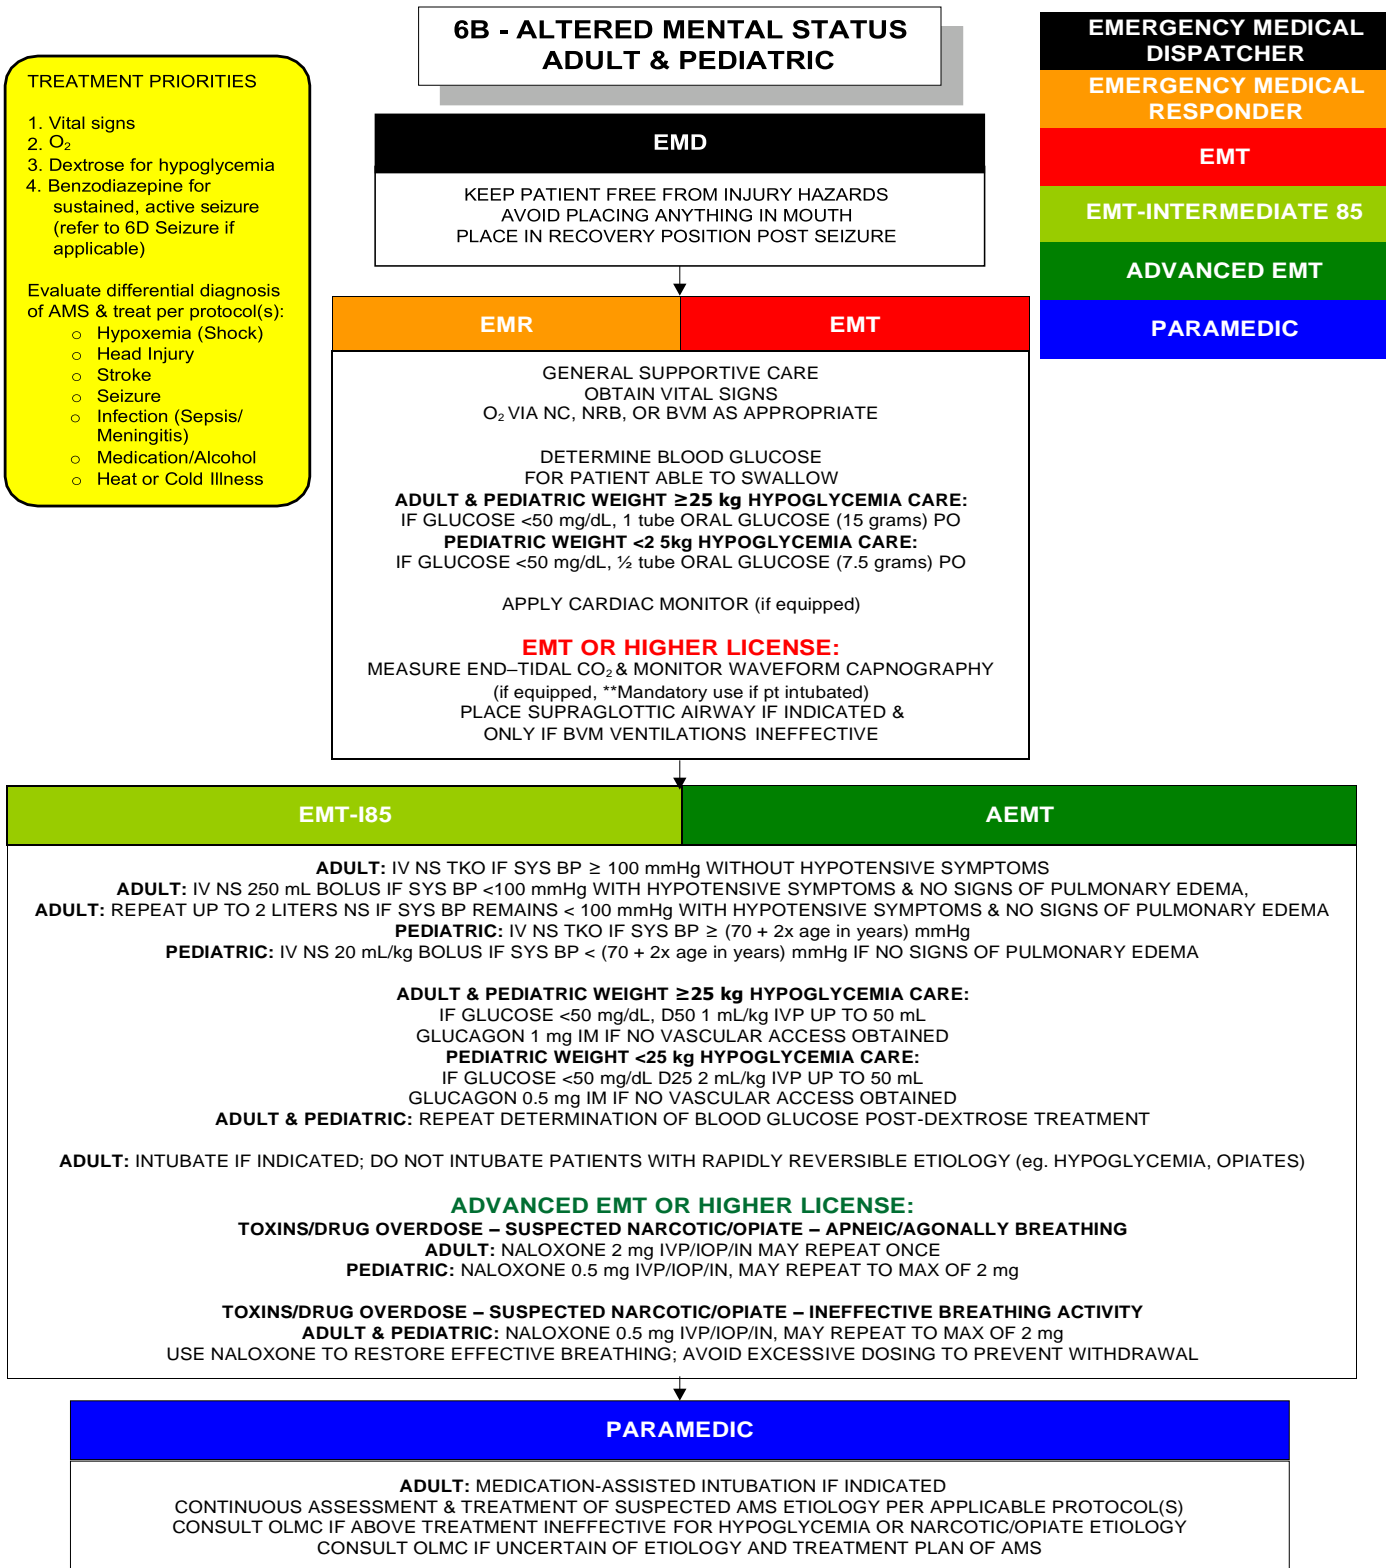 6B - ALTERED MENTAL STATUS
ADULT & PEDIATRIC
EMERGENCY MEDICAL
DISPATCHER
EMERGENCY MEDICAL
RESPONDER
EMT
EMT-INTERMEDIATE 85
ADVANCED EMT
PARAMEDIC
TREATMENT PRIORITIES
1. Vital signs
2. O₂
3. Dextrose for hypoglycemia
4. Benzodiazepine for
sustained, active seizure
(refer to 6D Seizure if
applicable)
Evaluate differential diagnosis
of AMS & treat per protocol(s):
o Hypoxemia (Shock)
o Head Injury
o Stroke
o Seizure
o Infection (Sepsis/
Meningitis)
o Medication/Alcohol
o Heat or Cold Illness
EMD
KEEP PATIENT FREE FROM INJURY HAZARDS
AVOID PLACING ANYTHING IN MOUTH
PLACE IN RECOVERY POSITION POST SEIZURE
EMR
EMT
GENERAL SUPPORTIVE CARE
OBTAIN VITAL SIGNS
O₂ VIA NC, NRB, OR BVM AS APPROPRIATE
DETERMINE BLOOD GLUCOSE
FOR PATIENT ABLE TO SWALLOW
ADULT & PEDIATRIC WEIGHT ≥25 kg HYPOGLYCEMIA CARE:
IF GLUCOSE <50 mg/dL, 1 tube ORAL GLUCOSE (15 grams) PO
PEDIATRIC WEIGHT <2 5kg HYPOGLYCEMIA CARE:
IF GLUCOSE <50 mg/dL, ½ tube ORAL GLUCOSE (7.5 grams) PO
APPLY CARDIAC MONITOR (if equipped)
EMT OR HIGHER LICENSE:
MEASURE END–TIDAL CO₂ & MONITOR WAVEFORM CAPNOGRAPHY
(if equipped, **Mandatory use if pt intubated)
PLACE SUPRAGLOTTIC AIRWAY IF INDICATED &
ONLY IF BVM VENTILATIONS INEFFECTIVE
EMT-I85
AEMT
ADULT: IV NS TKO IF SYS BP ≥ 100 mmHg WITHOUT HYPOTENSIVE SYMPTOMS
ADULT: IV NS 250 mL BOLUS IF SYS BP <100 mmHg WITH HYPOTENSIVE SYMPTOMS & NO SIGNS OF PULMONARY EDEMA,
ADULT: REPEAT UP TO 2 LITERS NS IF SYS BP REMAINS < 100 mmHg WITH HYPOTENSIVE SYMPTOMS & NO SIGNS OF PULMONARY EDEMA
PEDIATRIC: IV NS TKO IF SYS BP ≥ (70 + 2x age in years) mmHg
PEDIATRIC: IV NS 20 mL/kg BOLUS IF SYS BP < (70 + 2x age in years) mmHg IF NO SIGNS OF PULMONARY EDEMA
ADULT & PEDIATRIC WEIGHT ≥25 kg HYPOGLYCEMIA CARE:
IF GLUCOSE <50 mg/dL, D50 1 mL/kg IVP UP TO 50 mL
GLUCAGON 1 mg IM IF NO VASCULAR ACCESS OBTAINED
PEDIATRIC WEIGHT <25 kg HYPOGLYCEMIA CARE:
IF GLUCOSE <50 mg/dL D25 2 mL/kg IVP UP TO 50 mL
GLUCAGON 0.5 mg IM IF NO VASCULAR ACCESS OBTAINED
ADULT & PEDIATRIC: REPEAT DETERMINATION OF BLOOD GLUCOSE POST-DEXTROSE TREATMENT
ADULT: INTUBATE IF INDICATED; DO NOT INTUBATE PATIENTS WITH RAPIDLY REVERSIBLE ETIOLOGY (eg. HYPOGLYCEMIA, OPIATES)
ADVANCED EMT OR HIGHER LICENSE:
TOXINS/DRUG OVERDOSE – SUSPECTED NARCOTIC/OPIATE – APNEIC/AGONALLY BREATHING
ADULT: NALOXONE 2 mg IVP/IOP/IN MAY REPEAT ONCE
PEDIATRIC: NALOXONE 0.5 mg IVP/IOP/IN, MAY REPEAT TO MAX OF 2 mg
TOXINS/DRUG OVERDOSE – SUSPECTED NARCOTIC/OPIATE – INEFFECTIVE BREATHING ACTIVITY
ADULT & PEDIATRIC: NALOXONE 0.5 mg IVP/IOP/IN, MAY REPEAT TO MAX OF 2 mg
USE NALOXONE TO RESTORE EFFECTIVE BREATHING; AVOID EXCESSIVE DOSING TO PREVENT WITHDRAWAL
PARAMEDIC
ADULT: MEDICATION-ASSISTED INTUBATION IF INDICATED
CONTINUOUS ASSESSMENT & TREATMENT OF SUSPECTED AMS ETIOLOGY PER APPLICABLE PROTOCOL(S)
CONSULT OLMC IF ABOVE TREATMENT INEFFECTIVE FOR HYPOGLYCEMIA OR NARCOTIC/OPIATE ETIOLOGY
CONSULT OLMC IF UNCERTAIN OF ETIOLOGY AND TREATMENT PLAN OF AMS